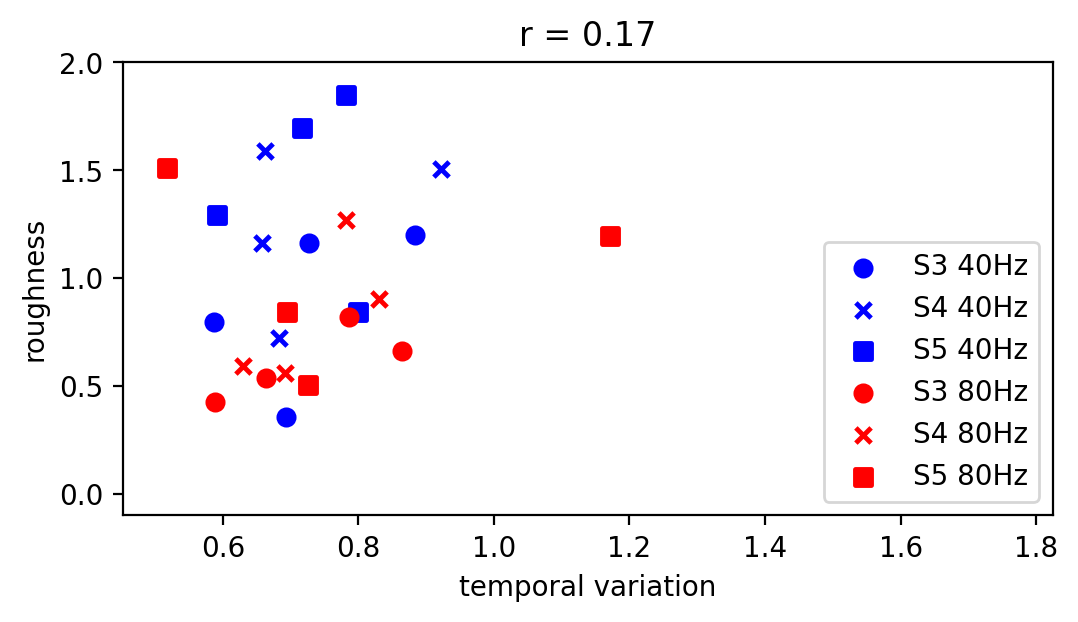 r = 0.17
2.0
1.5
1.0
0.5
0.0
roughness
0.6 0.8 1.0 1.2 1.4 1.6 1.8
temporal variation
S3 40Hz
S4 40Hz
S5 40Hz
S3 80Hz
S4 80Hz
S5 80Hz